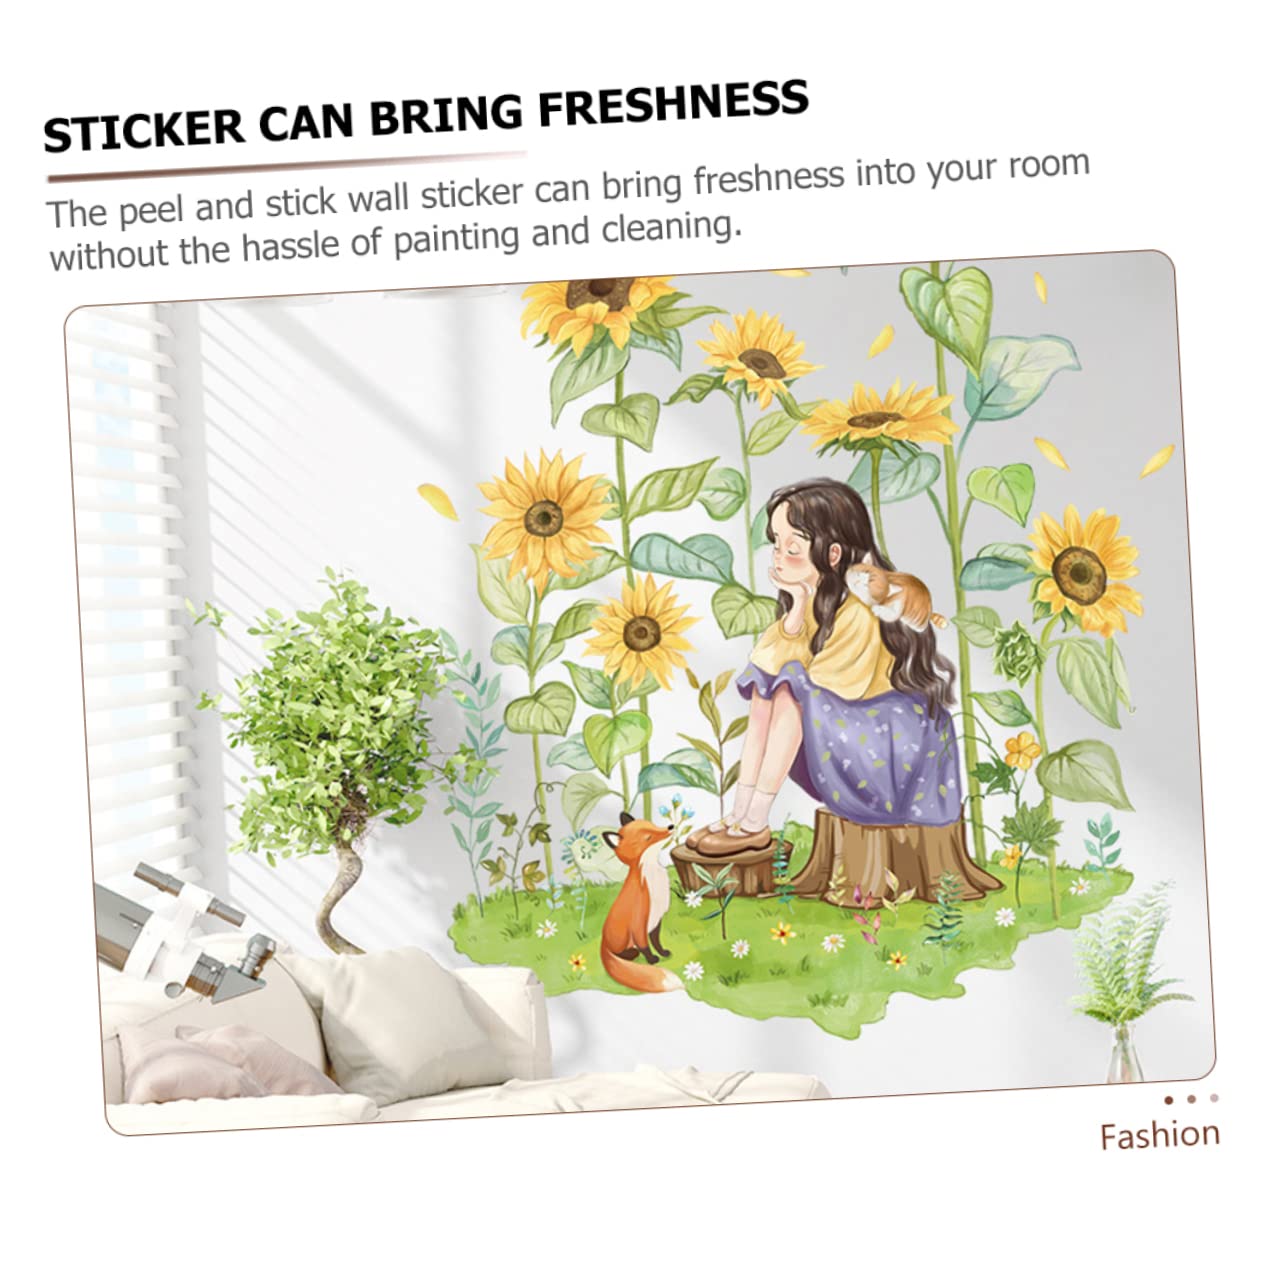 STICKER CAN BRING FRESHNESS
The peel and stick wall sticker can bring freshness into your room
without the hassle of painting and cleaning.
Fashion